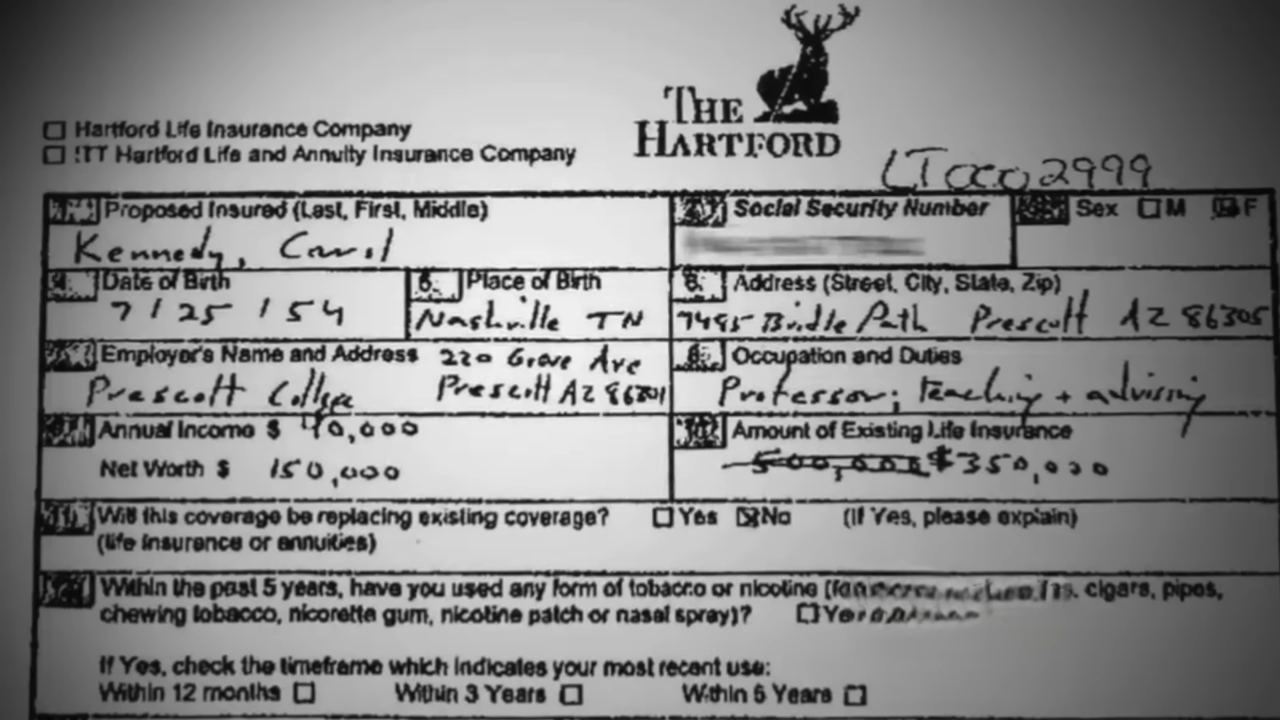 THE
HARTFORD
☐ Hartford Life Insurance Company
☐ ITT Hartford Life and Annuity Insurance Company
LT0002999
Proposed Insured (Last, First, Middle)
Social Security Number
Sex ☐ M ☒ F
Kennedy, Carol
4. Date of Birth
5. Place of Birth
6. Address (Street, City, State, Zip)
7/25/54
Nashville TN
7485 Bridle Path Prescott AZ 86305
Employer's Name and Address 220 Grove Ave
8. Occupation and Duties
Prescott College Prescott AZ 86301
Professor; teaching + advising
Annual Income $ 40,000
Amount of Existing Life Insurance
Net Worth $ 150,000
500,000 $350,000
11. Will this coverage be replacing existing coverage? ☐ Yes ☒ No (If Yes, please explain)
(life insurance or annuities)
Within the past 5 years, have you used any form of tobacco or nicotine cigars, pipes,
chewing tobacco, nicorette gum, nicotine patch or nasal spray)? ☐ Yes
If Yes, check the timeframe which indicates your most recent use:
Within 12 months ☐ Within 3 Years ☐ Within 5 Years ☐